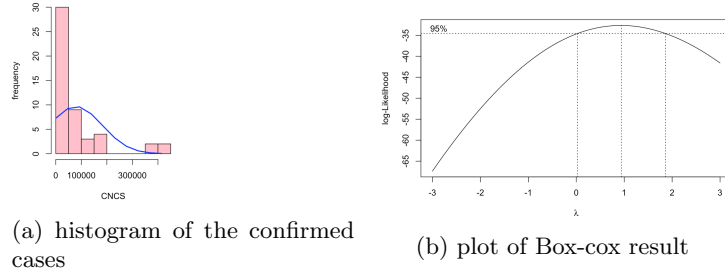 frequency
30
25
20
15
10
5
0
0 100000 300000
CNCS
(a) histogram of the confirmed
cases
95%
log-Likelihood
-35
-40
-45
-50
-55
-60
-65
-3 -2 -1 0 1 2 3
λ
(b) plot of Box-cox result